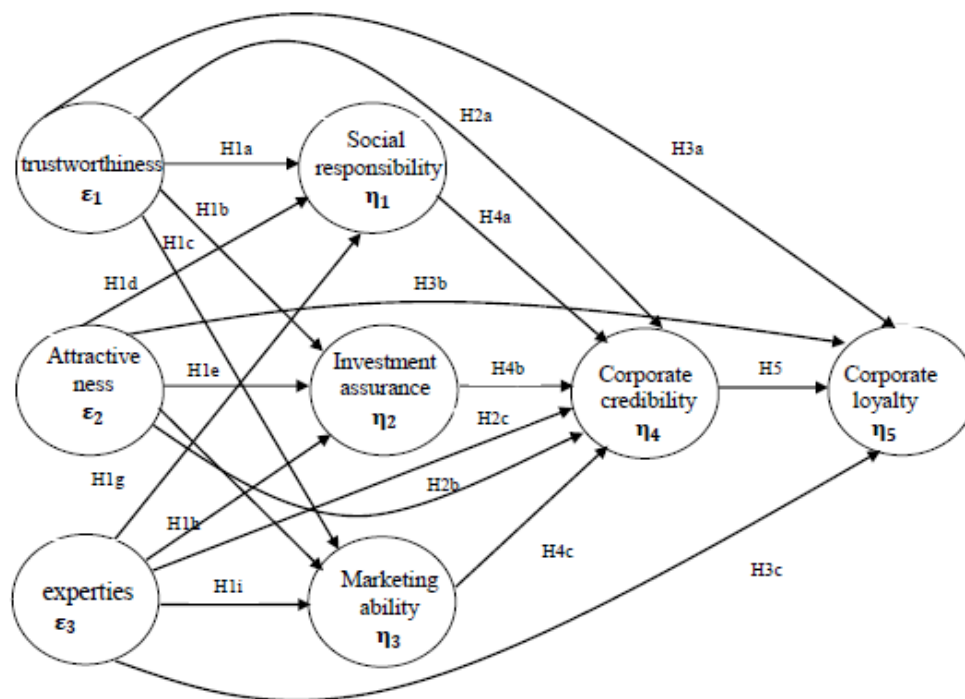 H2a
H3a
trustworthiness
ε1
H1a
Social
responsibility
η1
H1b
H4a
H1c
H1d
H3b
Attractive
ness
ε2
H1e
Investment
assurance
η2
H4b
Corporate
credibility
η4
H5
Corporate
loyalty
η5
H2c
H1g
H2b
H1h
H4c
H3c
experties
ε3
H1i
Marketing
ability
η3